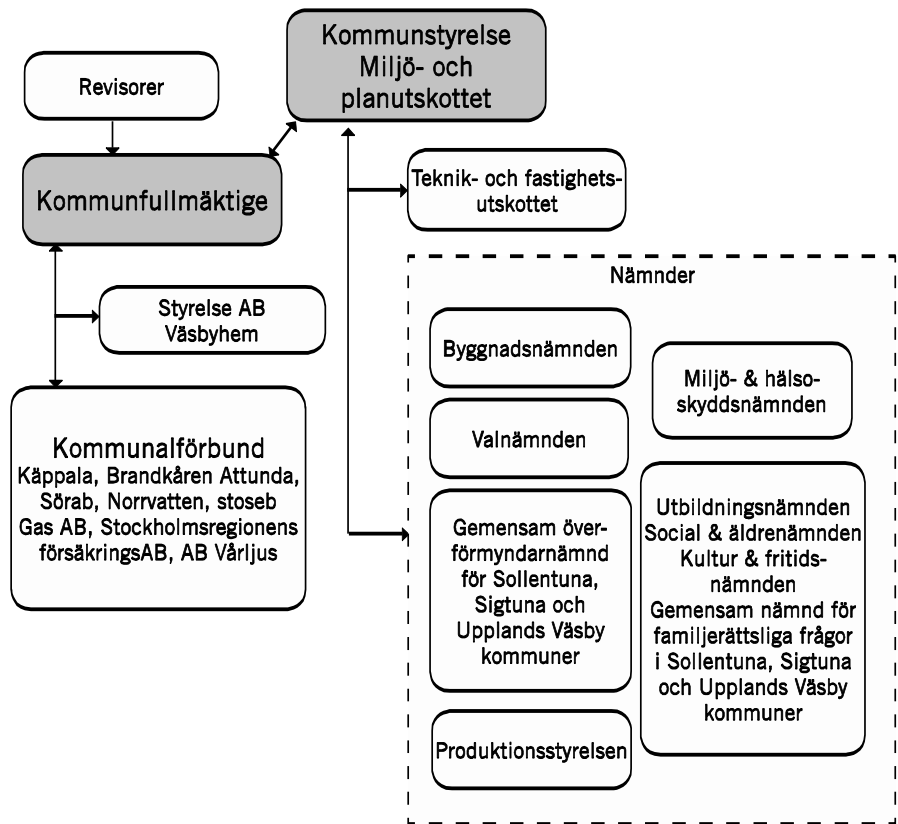 Kommunstyrelse
Miljö- och
planutskottet
Revisorer
Kommunfullmäktige
Teknik- och fastighets-
utskottet
Styrelse AB
Väsbyhem
Kommunalförbund
Käppala, Brandkåren Attunda,
Sörab, Norrvatten, stoseb
Gas AB, Stockholmsregionens
försäkringsAB, AB Vårljus
Nämnder
Byggnadsnämnden
Valnämnden
Gemensam över-
förmyndarnämnd
för Sollentuna,
Sigtuna och
Upplands Väsby
kommuner
Produktionsstyrelsen
Miljö- & hälso-
skyddsnämnden
Utbildningsnämnden
Social & äldrenämnden
Kultur & fritids-
nämnden
Gemensam nämnd för
familjerättsliga frågor
i Sollentuna, Sigtuna
och Upplands Väsby
kommuner